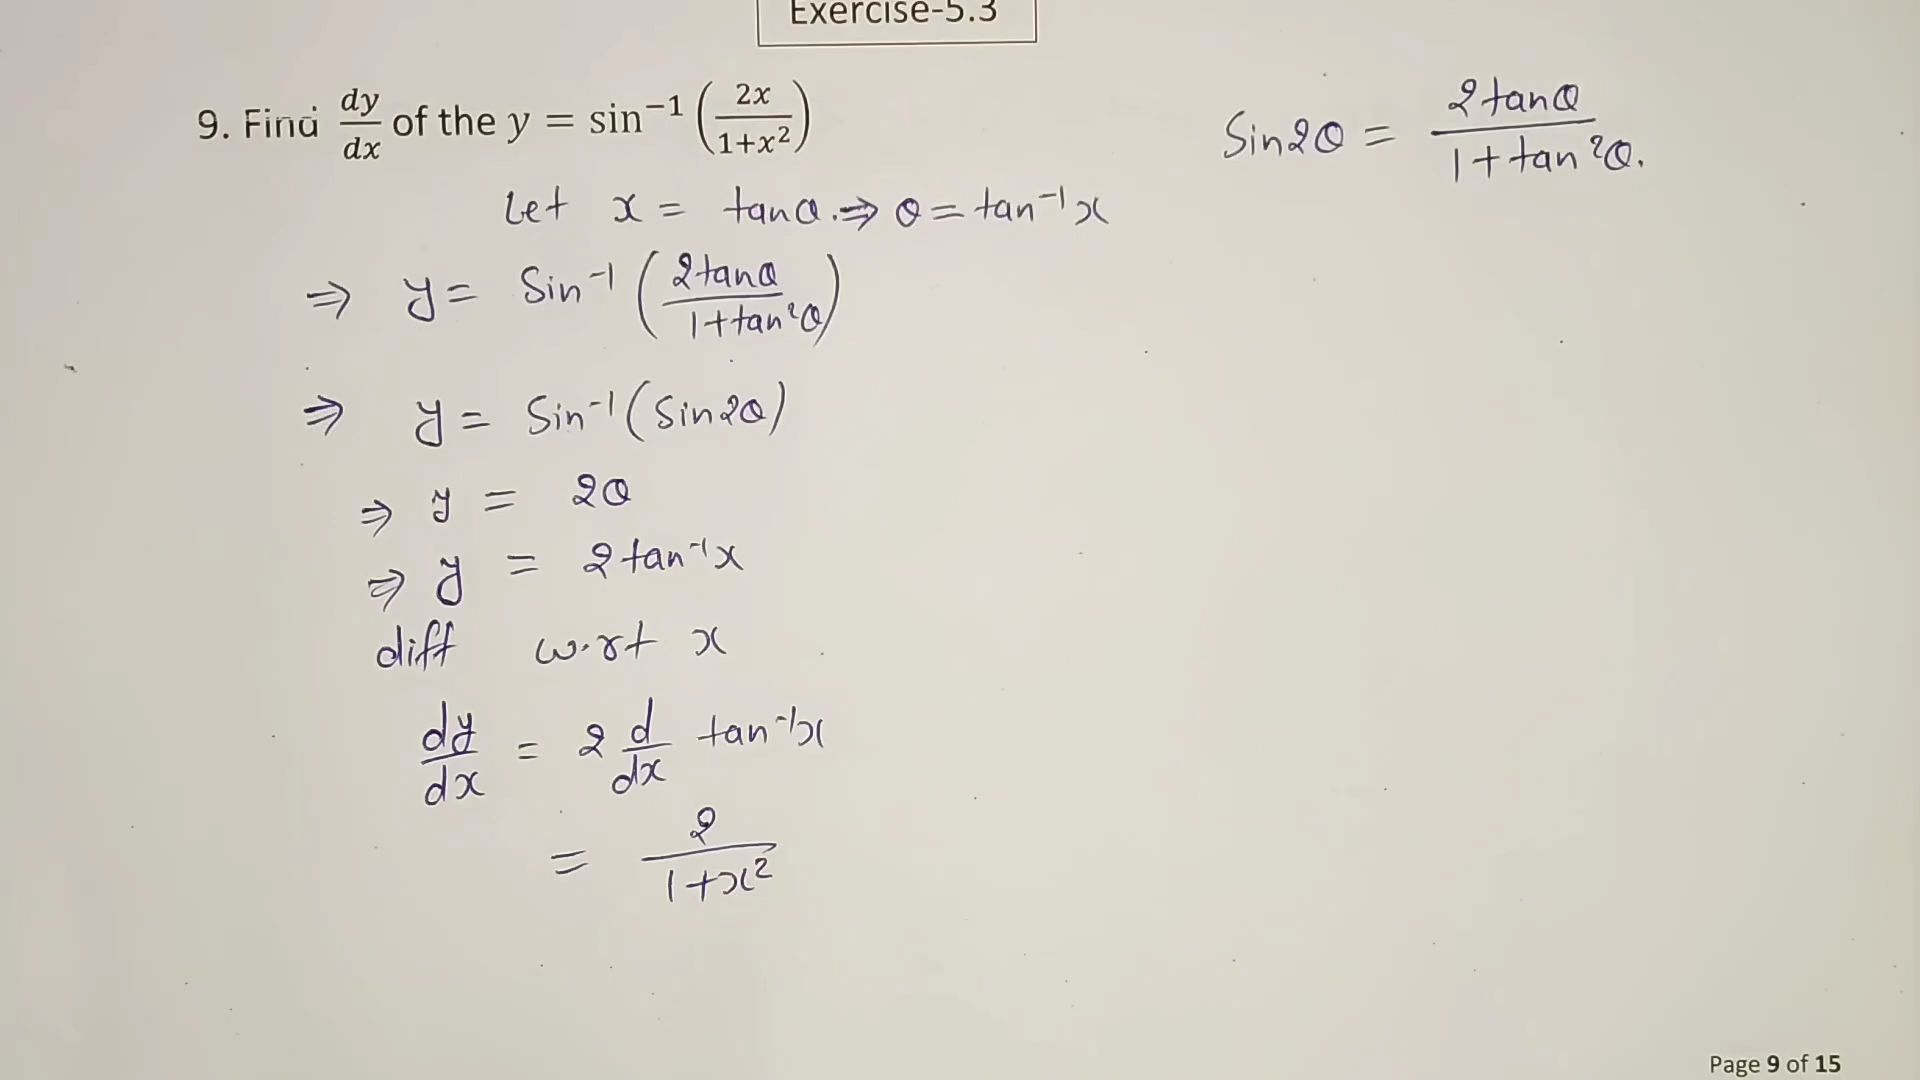 Exercise-5.3
9. Find dy/dx of the y = sin⁻¹(2x/(1+x²))
Sin2θ = 2tanθ/(1+tan²θ).
Let x = tanθ. ⇒ θ = tan⁻¹x
⇒ y = Sin⁻¹(2tanθ/(1+tan²θ))
⇒ y = Sin⁻¹(Sin2θ)
⇒ y = 2θ
⇒ y = 2tan⁻¹x
diff w.r.t x
dy/dx = 2 d/dx tan⁻¹x
= 2/(1+x²)
Page 9 of 15